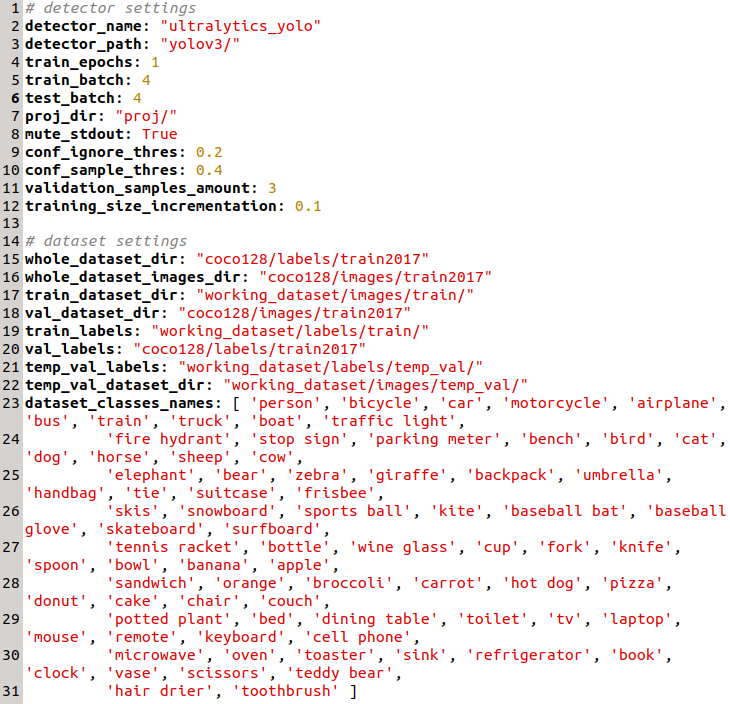 1 # detector settings
2 detector_name: "ultralytics_yolo"
3 detector_path: "yolov3/"
4 train_epochs: 1
5 train_batch: 4
6 test_batch: 4
7 proj_dir: "proj/"
8 mute_stdout: True
9 conf_ignore_thres: 0.2
10 conf_sample_thres: 0.4
11 validation_samples_amount: 3
12 training_size_incrementation: 0.1
13
14 # dataset settings
15 whole_dataset_dir: "coco128/labels/train2017"
16 whole_dataset_images_dir: "coco128/images/train2017"
17 train_dataset_dir: "working_dataset/images/train/"
18 val_dataset_dir: "coco128/images/train2017"
19 train_labels: "working_dataset/labels/train/"
20 val_labels: "coco128/labels/train2017"
21 temp_val_labels: "working_dataset/labels/temp_val/"
22 temp_val_dataset_dir: "working_dataset/images/temp_val/"
23 dataset_classes_names: [ 'person', 'bicycle', 'car', 'motorcycle', 'airplane',
'bus', 'train', 'truck', 'boat', 'traffic light',
24 'fire hydrant', 'stop sign', 'parking meter', 'bench', 'bird', 'cat',
'dog', 'horse', 'sheep', 'cow',
25 'elephant', 'bear', 'zebra', 'giraffe', 'backpack', 'umbrella',
'handbag', 'tie', 'suitcase', 'frisbee',
26 'skis', 'snowboard', 'sports ball', 'kite', 'baseball bat', 'baseball
glove', 'skateboard', 'surfboard',
27 'tennis racket', 'bottle', 'wine glass', 'cup', 'fork', 'knife',
'spoon', 'bowl', 'banana', 'apple',
28 'sandwich', 'orange', 'broccoli', 'carrot', 'hot dog', 'pizza',
'donut', 'cake', 'chair', 'couch',
29 'potted plant', 'bed', 'dining table', 'toilet', 'tv', 'laptop',
'mouse', 'remote', 'keyboard', 'cell phone',
30 'microwave', 'oven', 'toaster', 'sink', 'refrigerator', 'book',
'clock', 'vase', 'scissors', 'teddy bear',
31 'hair drier', 'toothbrush' ]